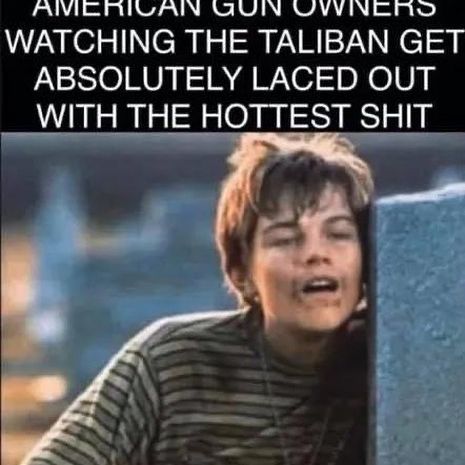 AMERICAN GUN OWNERS
WATCHING THE TALIBAN GET
ABSOLUTELY LACED OUT
WITH THE HOTTEST SHIT